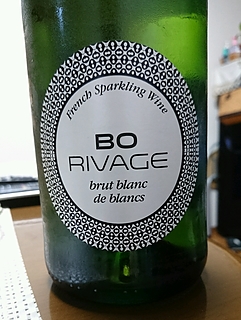 French Sparkling Wine
BO
RIVAGE
brut blanc
de blancs